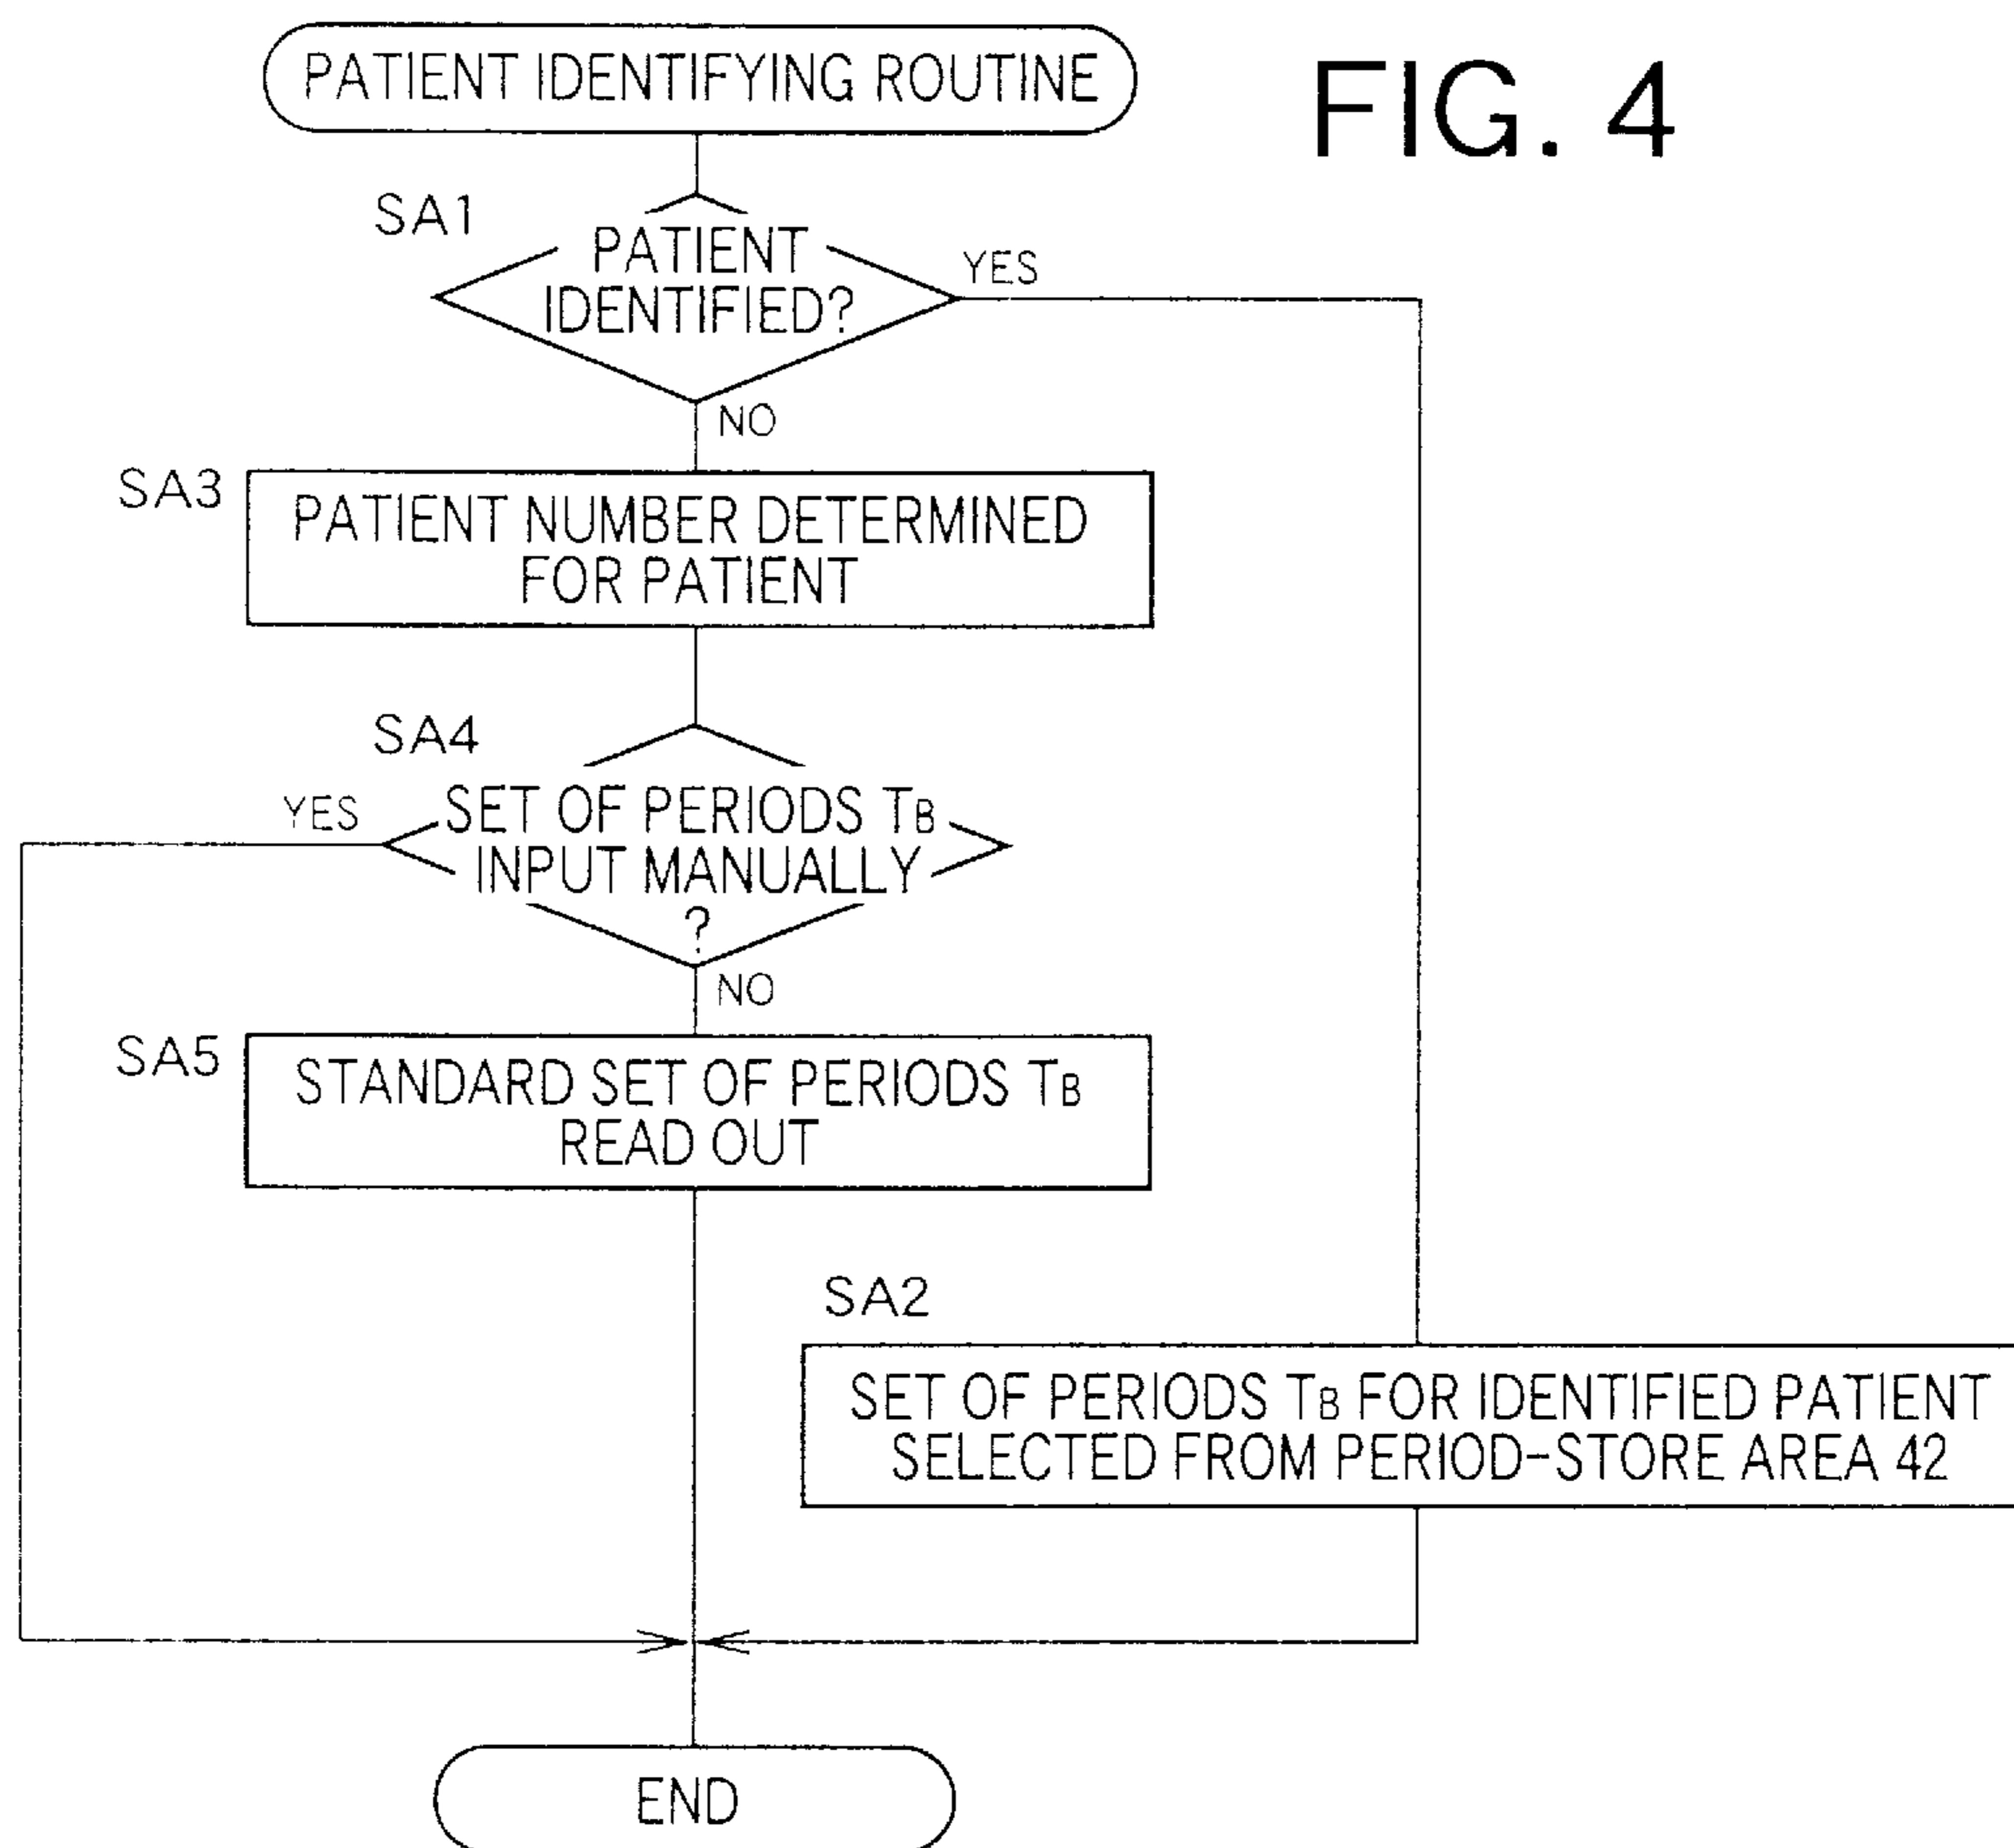 PATIENT IDENTIFYING ROUTINE
FIG. 4
SA1
PATIENT
IDENTIFIED?
YES
NO
SA3
PATIENT NUMBER DETERMINED
FOR PATIENT
SA4
YES
SET OF PERIODS TB
INPUT MANUALLY
?
NO
SA5
STANDARD SET OF PERIODS TB
READ OUT
SA2
SET OF PERIODS TB FOR IDENTIFIED PATIENT
SELECTED FROM PERIOD-STORE AREA 42
END